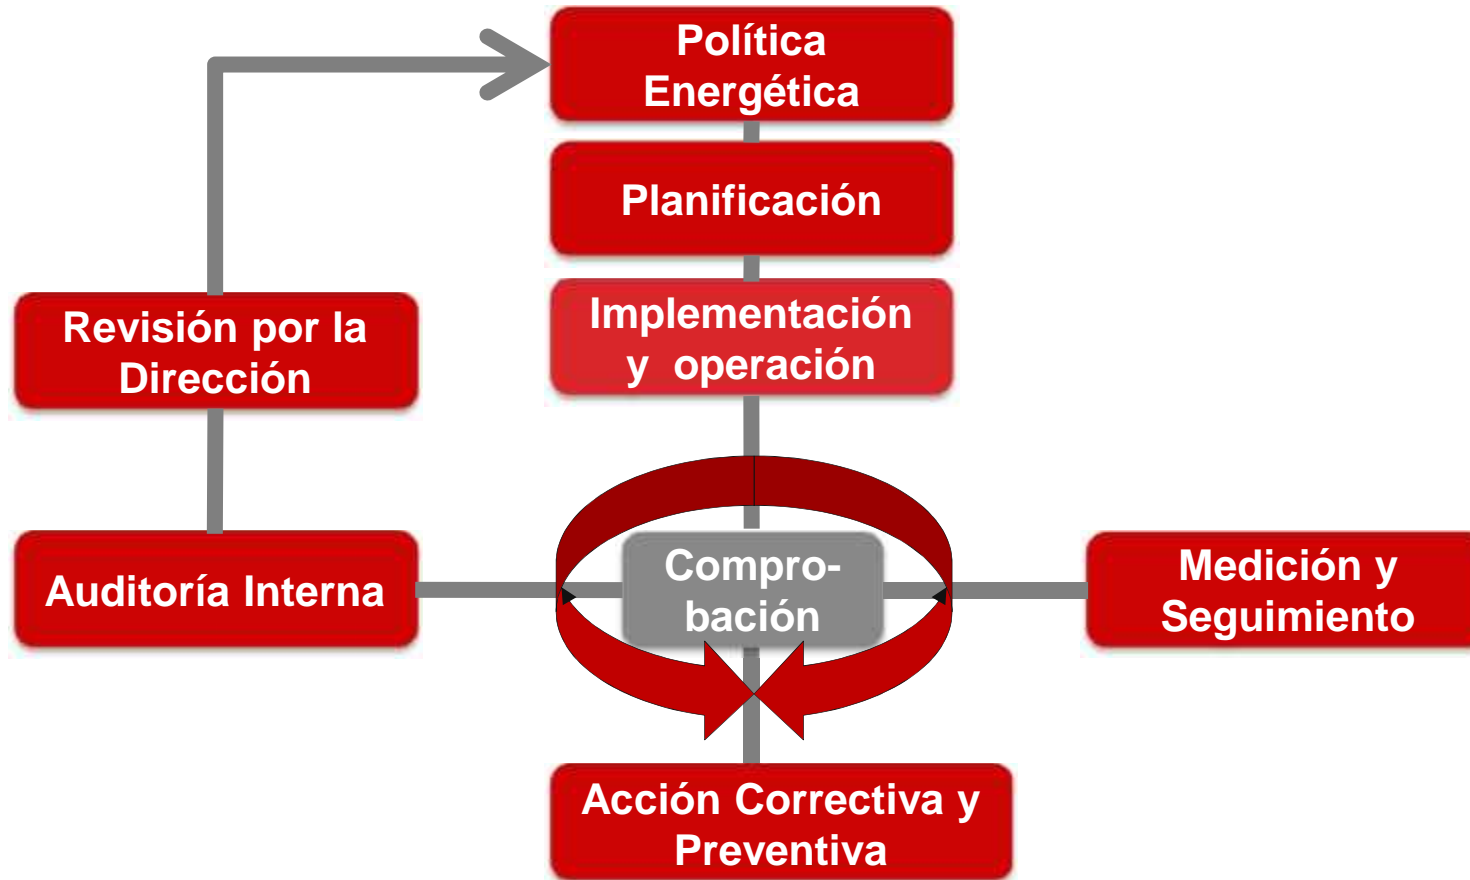 Política
Energética
Planificación
Implementación
y operación
Revisión por la
Dirección
Auditoría Interna
Compro-
bación
Medición y
Seguimiento
Acción Correctiva y
Preventiva